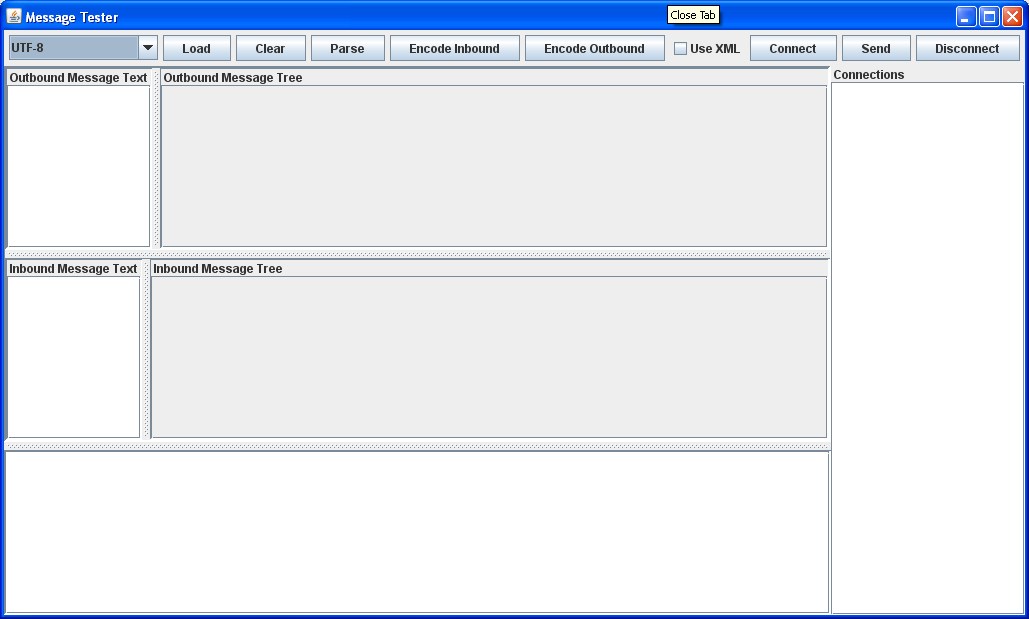 Message Tester
Close Tab
UTF-8 Load Clear Parse Encode Inbound Encode Outbound Use XML Connect Send Disconnect
Outbound Message Text Outbound Message Tree Connections
Inbound Message Text Inbound Message Tree